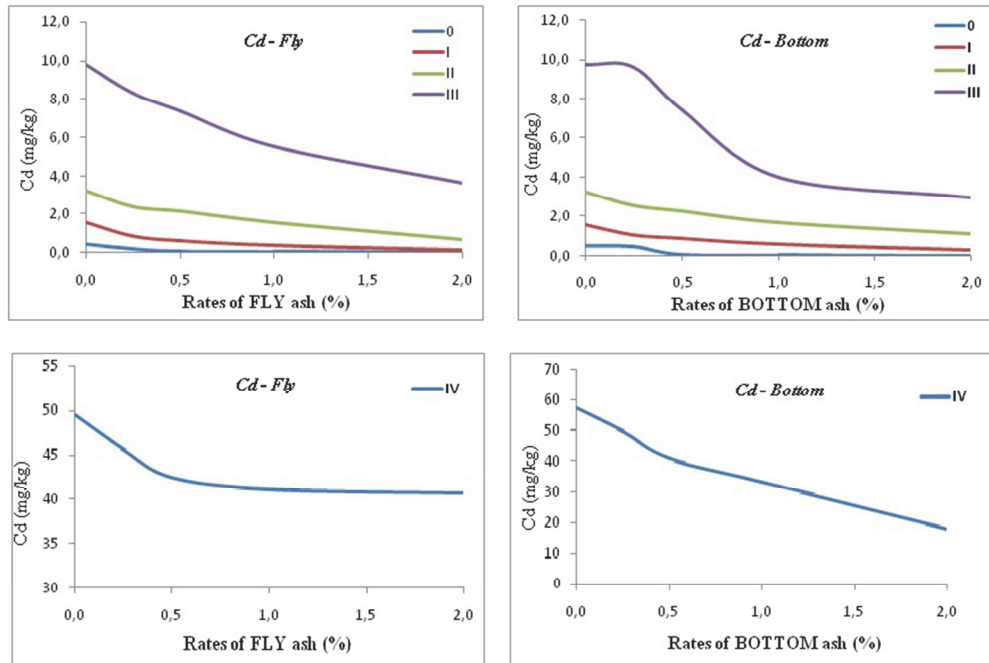 Cd - Fly
0
I
II
III
12,0
10,0
8,0
6,0
4,0
2,0
0,0
Cd (mg/kg)
0,0 0,5 1,0 1,5 2,0
Rates of FLY ash (%)
Cd - Bottom
0
I
II
III
12,0
10,0
8,0
6,0
4,0
2,0
0,0
Cd (mg/kg)
0,0 0,5 1,0 1,5 2,0
Rates of BOTTOM ash (%)
Cd - Fly
IV
55
50
45
40
35
30
Cd (mg/kg)
0,0 0,5 1,0 1,5 2,0
Rates of FLY ash (%)
Cd - Bottom
IV
70
60
50
40
30
20
10
0
Cd (mg/kg)
0,0 0,5 1,0 1,5 2,0
Rates of BOTTOM ash (%)